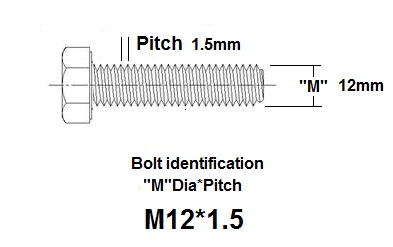 Pitch 1.5mm
"M" 12mm
Bolt identification
"M"Dia*Pitch
M12*1.5